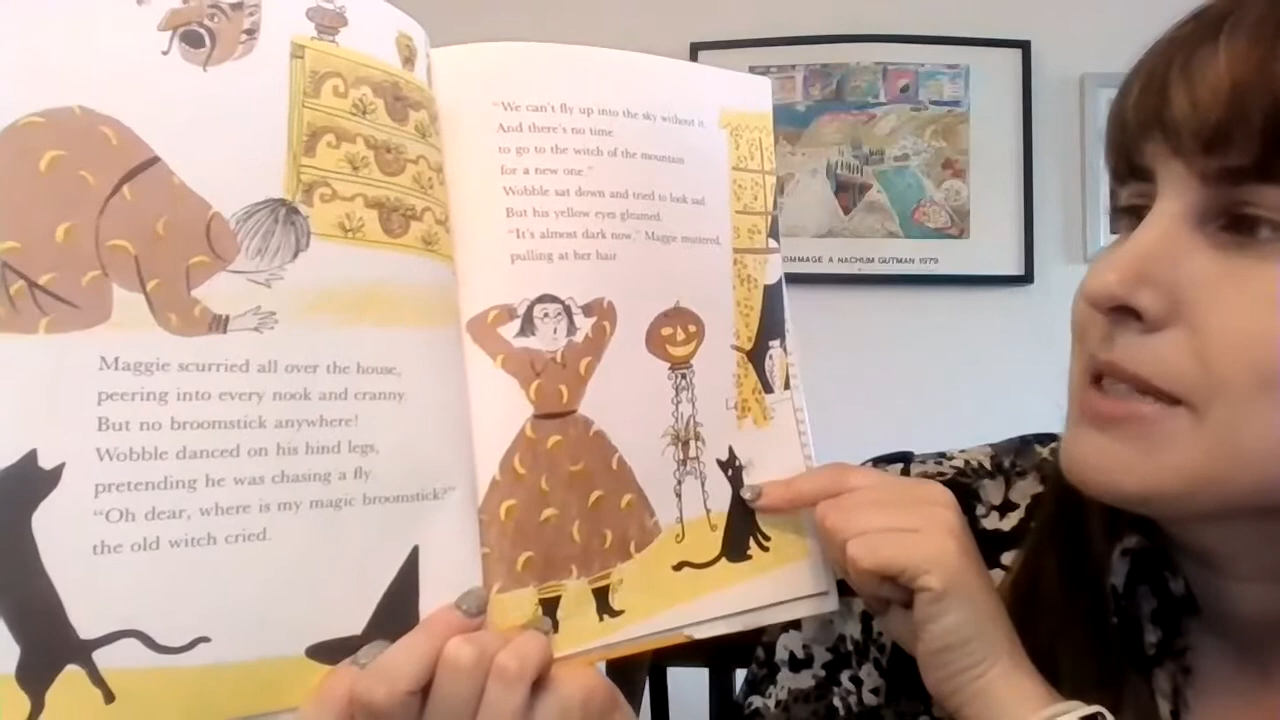 Maggie scurried all over the house,
peering into every nook and cranny.
But no broomstick anywhere!
Wobble danced on his hind legs,
pretending he was chasing a fly.
"Oh dear, where is my magic broomstick?"
the old witch cried.
"We can't fly up into the sky without it.
And there's no time
to go to the witch of the mountain
for a new one."
Wobble sat down and tried to look sad.
But his yellow eyes gleamed.
"It's almost dark now," Maggie muttered,
pulling at her hair.
OMMAGE A NACHUM GUTMAN 1979